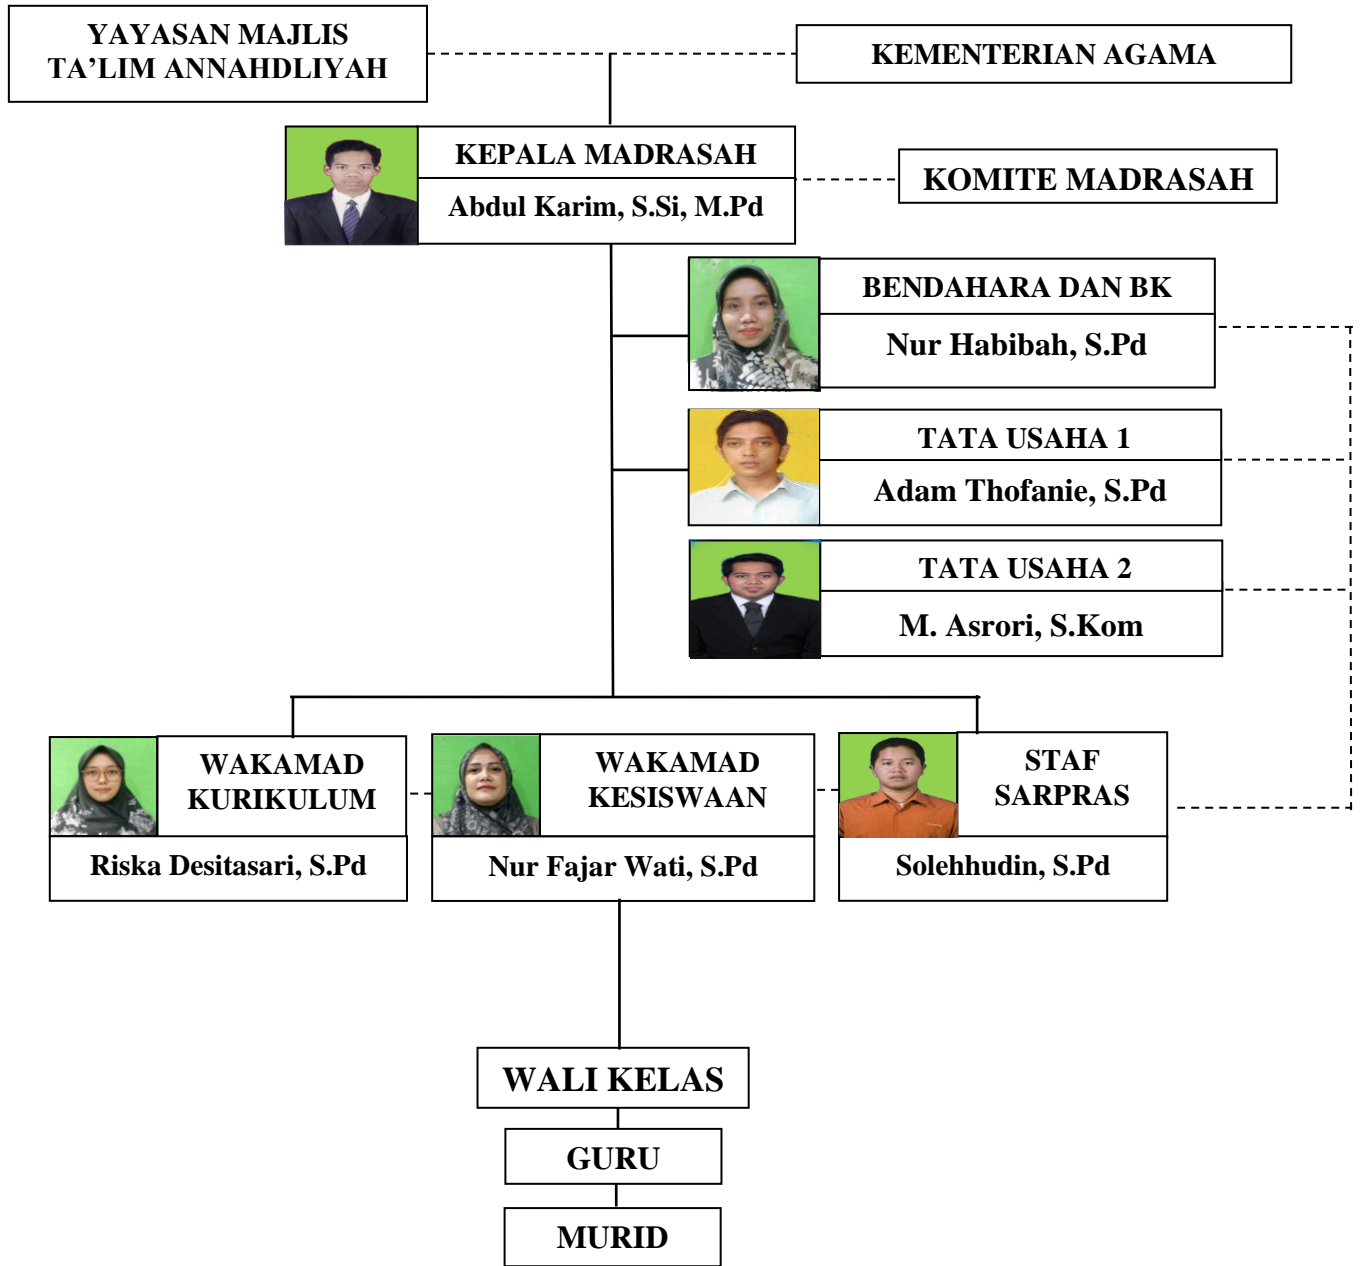 YAYASAN MAJLIS
TA’LIM ANNAHDLIYAH
KEMENTERIAN AGAMA
KEPALA MADRASAH
Abdul Karim, S.Si, M.Pd
KOMITE MADRASAH
BENDAHARA DAN BK
Nur Habibah, S.Pd
TATA USAHA 1
Adam Thofanie, S.Pd
TATA USAHA 2
M. Asrori, S.Kom
WAKAMAD
KURIKULUM
Riska Desitasari, S.Pd
WAKAMAD
KESISWAAN
Nur Fajar Wati, S.Pd
STAF
SARPRAS
Solehhudin, S.Pd
WALI KELAS
GURU
MURID